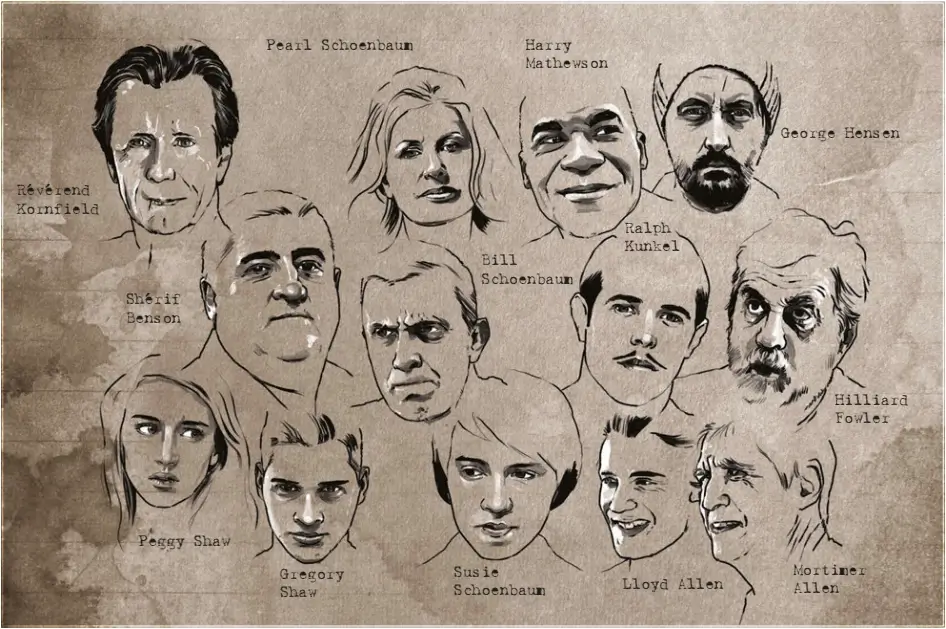 Pearl Schoenbaum
Harry
Mathewson
George Hensen
Révérend
Kornfield
Ralph
Kunkel
Bill
Schoenbaum
Shérif
Benson
Hilliard
Fowler
Peggy Shaw
Gregory
Shaw
Susie
Schoenbaum
Lloyd Allen
Mortimer
Allen